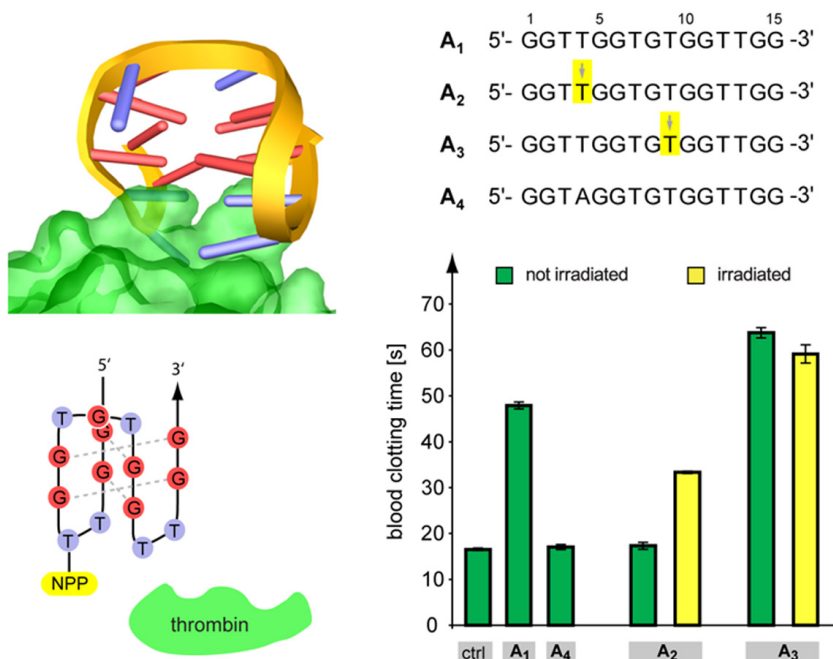 1 5 10 15
A1 5'- GGTTGGTGTGGTTGG -3'
A2 5'- GGTTGGTGTGGTTGG -3'
A3 5'- GGTTGGTGTGGTTGG -3'
A4 5'- GGTAGGTGTGGTTGG -3'
not irradiated irradiated
blood clotting time [s]
70
60
50
40
30
20
10
0
ctrl A1 A4 A2 A3
5' 3'
T G T
G G
G G G
G G G
G
T T T T
NPP
thrombin